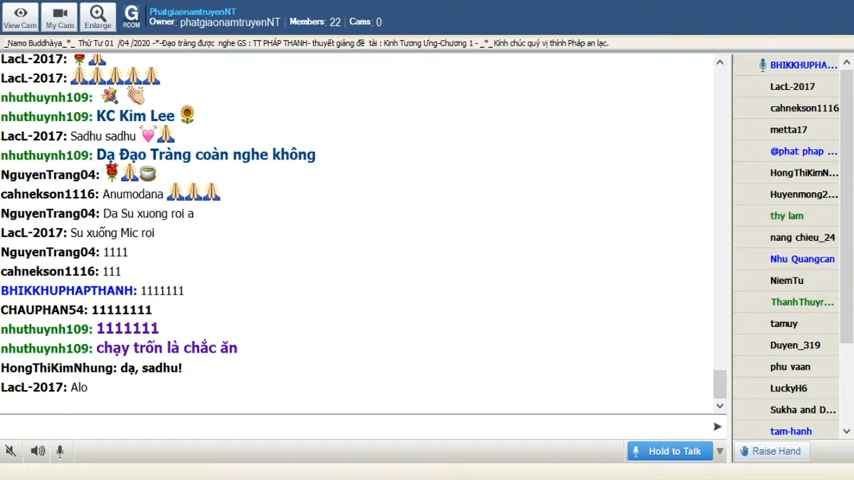 View Cam
My Cam
Enlarge
G ROOM
PhatgiaonamtruyenNT
Owner: phatgiaonamtruyenNT | Members: 22 | Cams: 0
_Namo Buddhàya_*_ Thứ Tư 01 /04 /2020 -*-Đạo tràng được nghe GS : TT PHÁP THANH- thuyết giảng đề tài : Kinh Tương Ưng-Chương 1 - _*_Kính chúc quý vị thính Pháp an lạc.
LacL-2017:
LacL-2017:
nhuthuynh109:
nhuthuynh109: KC Kim Lee
LacL-2017: Sadhu sadhu
nhuthuynh109: Dạ Đạo Tràng coàn nghe không
NguyenTrang04:
cahnekson1116: Anumodana
NguyenTrang04: Da Su xuong roi a
LacL-2017: Su xuống Mic roi
NguyenTrang04: 1111
cahnekson1116: 111
BHIKKHUPHAPTHANH: 1111111
CHAUPHAN54: 11111111
nhuthuynh109: 1111111
nhuthuynh109: chạy trốn là chắc ăn
HongThiKimNhung: dạ, sadhu!
LacL-2017: Alo
BHIKKHUPHA...
LacL-2017
cahnekson1116
metta17
@phat phap ...
HongThiKimN...
Huyenmong2...
thy lam
nang chieu_24
Nhu Quangcan
NiemTu
ThanhThuyr...
tamuy
Duyen_319
phu vaan
LuckyH6
Sukha and D...
tam-hanh
Hold to Talk
Raise Hand